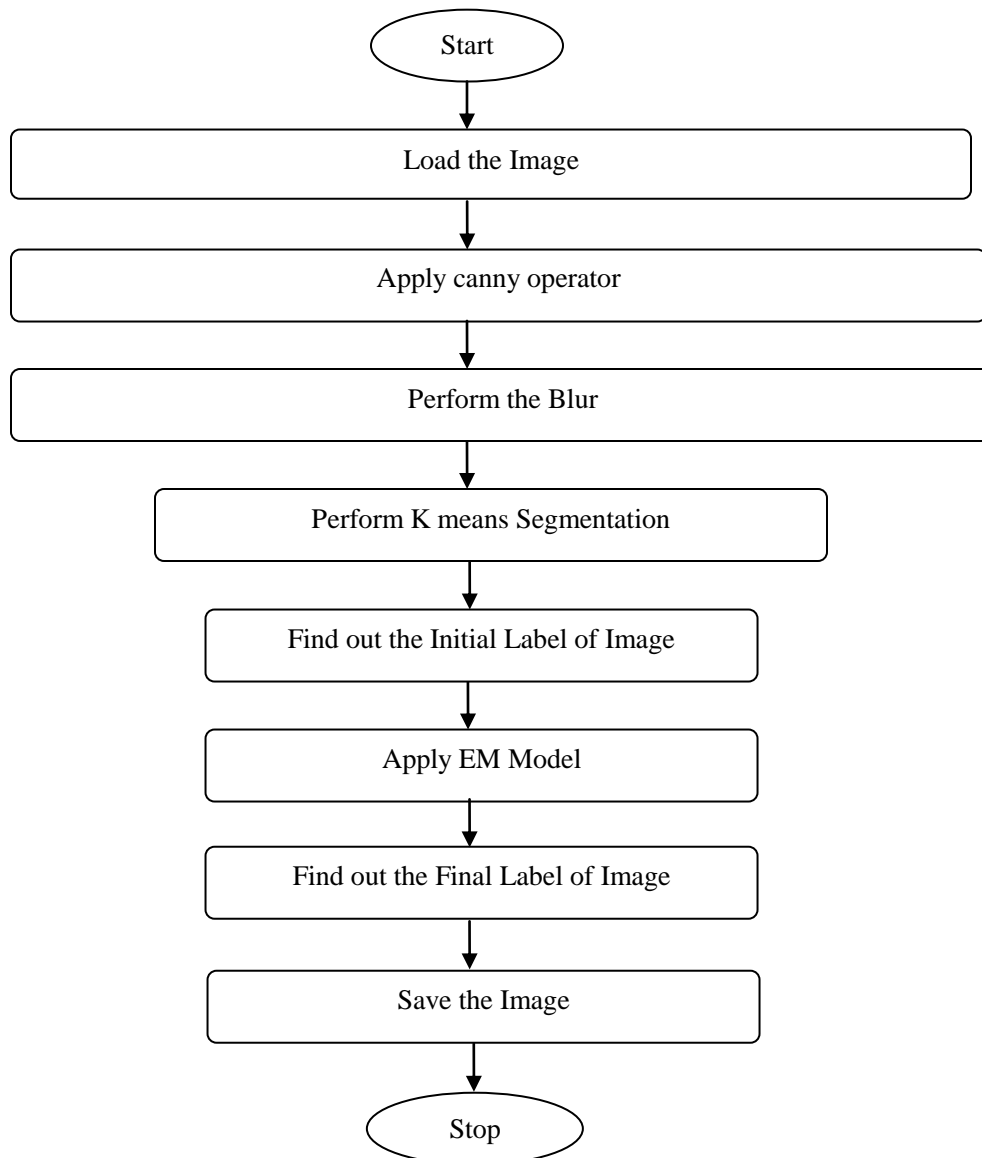 Start
Load the Image
Apply canny operator
Perform the Blur
Perform K means Segmentation
Find out the Initial Label of Image
Apply EM Model
Find out the Final Label of Image
Save the Image
Stop